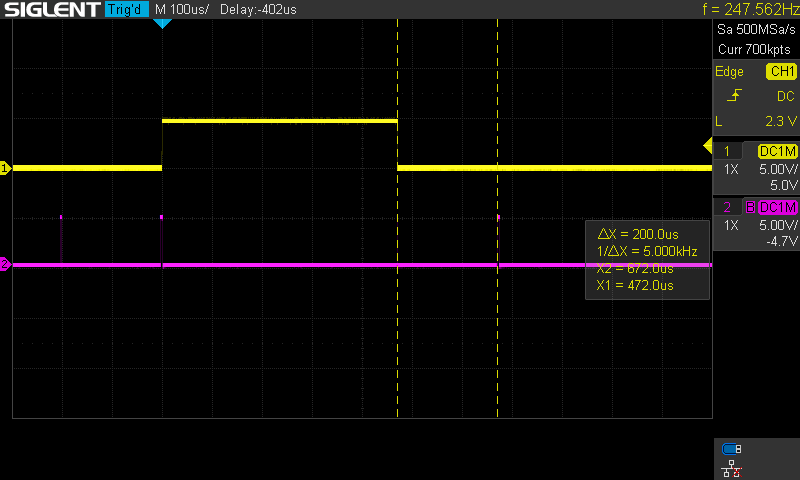 SIGLENT Trig'd M 100us/ Delay:-402us f = 247.562Hz
Sa 500MSa/s
Curr 700kpts
Edge CH1
DC
L 2.3 V
1 DC1M
1X 5.00V/
5.0V
2 B DC1M
1X 5.00V/
-4.7V
1
2
ΔX = 200.0us
1/ΔX = 5.000kHz
X2 = 672.0us
X1 = 472.0us